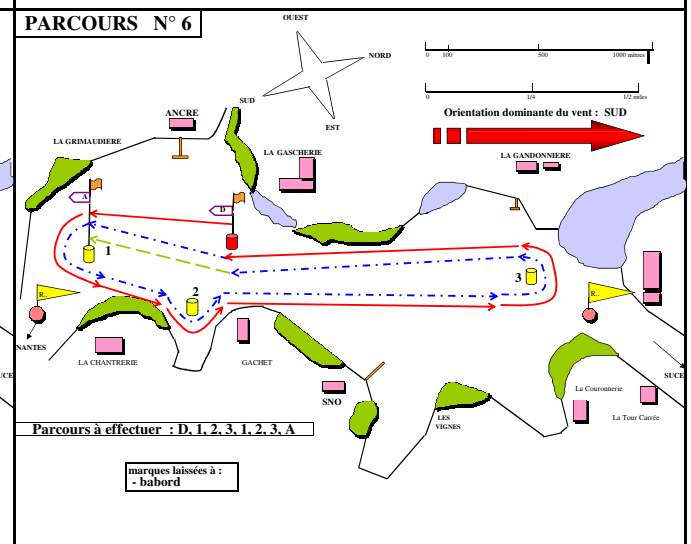 PARCOURS N° 6
OUEST
NORD
SUD
EST
0 100 500 1000 mètres
0 1/4 1/2 miles
Orientation dominante du vent : SUD
ANCRE
LA GRIMAUDIERE
LA GASCHERIE
LA GANDONNIERE
A
D
1
2
3
R..
R..
NANTES
LA CHANTRERIE
GACHET
SNO
LES
VIGNES
La Couronnerie
La Tour Carrée
SUCE
UCE
Parcours à effectuer : D, 1, 2, 3, 1, 2, 3, A
marques laissées à :
- babord